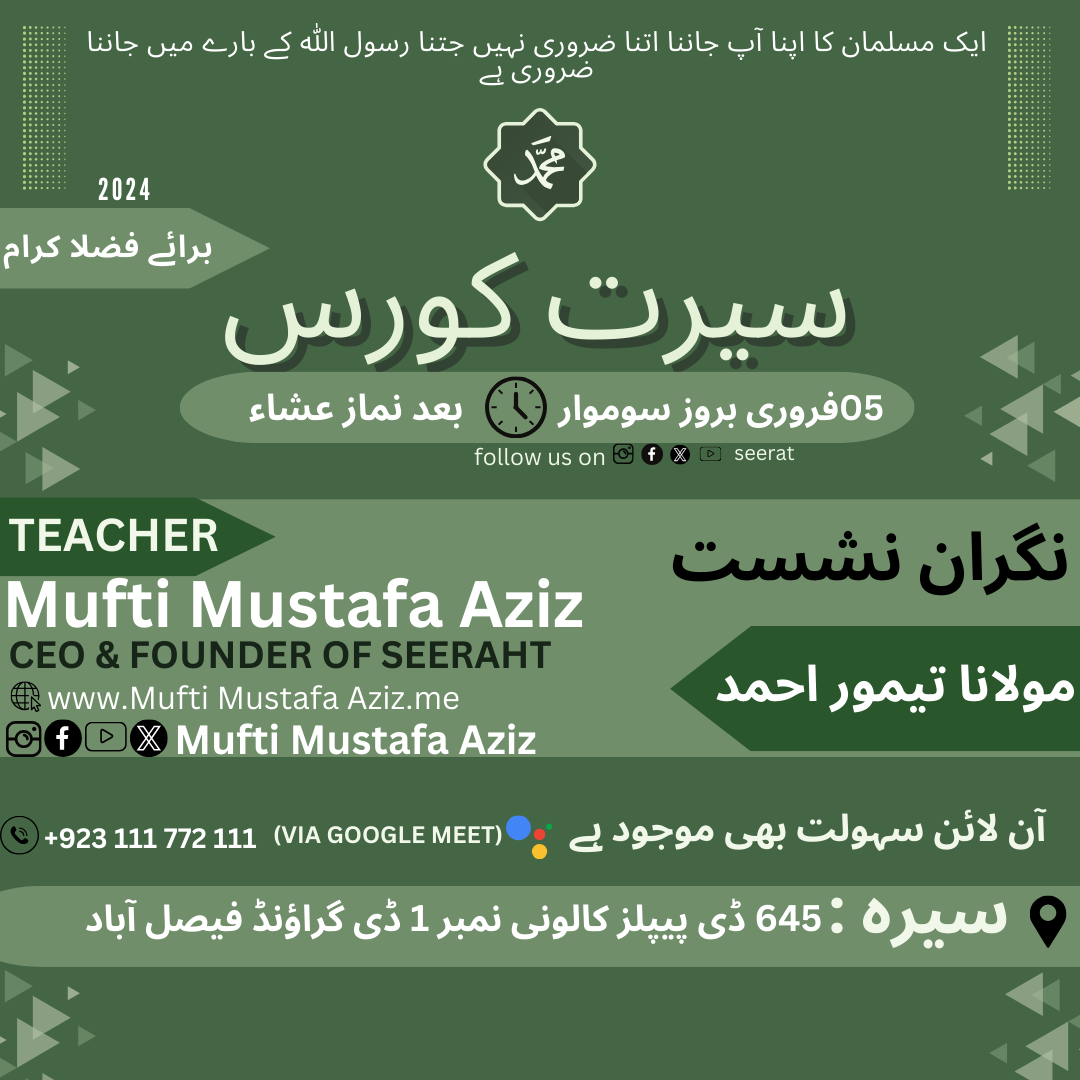 ایک مسلمان کا اپنا آپ جاننا اتنا ضروری نہیں جتنا رسول اللہ کے بارے میں جاننا
ضروری ہے
محمد
2024
برائے فضلا کرام
سیرت کورس
05فروری بروز سوموار بعد نماز عشاء
follow us on seerat
TEACHER
Mufti Mustafa Aziz
CEO & FOUNDER OF SEERAHT
www.Mufti Mustafa Aziz.me
Mufti Mustafa Aziz
نگران نشست
مولانا تیمور احمد
آن لائن سہولت بھی موجود ہے
(VIA GOOGLE MEET)
+923 111 772 111
سیرہ : 645 ڈی پیپلز کالونی نمبر 1 ڈی گراؤنڈ فیصل آباد